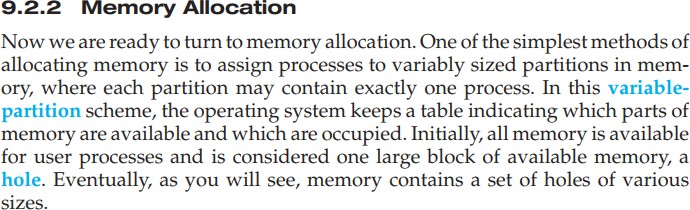 9.2.2 Memory Allocation
Now we are ready to turn to memory allocation. One of the simplest methods of
allocating memory is to assign processes to variably sized partitions in mem-
ory, where each partition may contain exactly one process. In this variable-
partition scheme, the operating system keeps a table indicating which parts of
memory are available and which are occupied. Initially, all memory is available
for user processes and is considered one large block of available memory, a
hole. Eventually, as you will see, memory contains a set of holes of various
sizes.